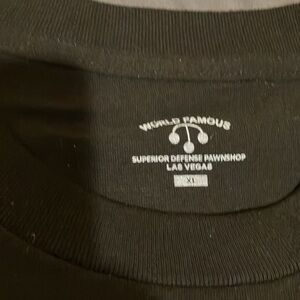 WORLD FAMOUS
SUPERIOR DEFENSE PAWNSHOP
LAS VEGAS
XL